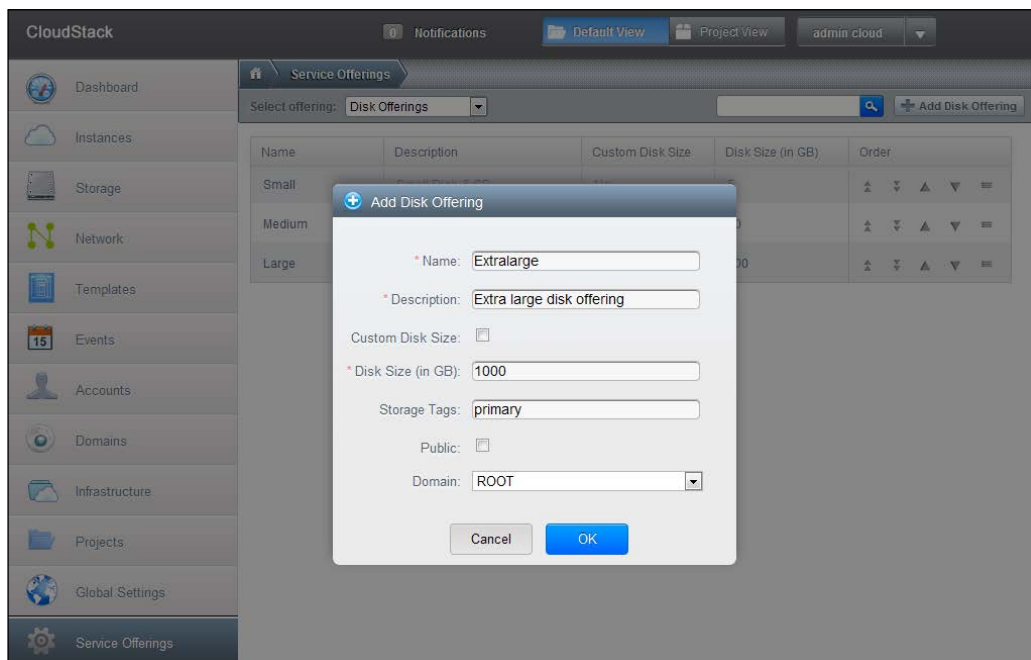 CloudStack
0 Notifications
Default View
Project View
admin cloud
Dashboard
Instances
Storage
Network
Templates
15
Events
Accounts
Domains
Infrastructure
Projects
Global Settings
Service Offerings
Service Offerings
Select offering: Disk Offerings
Add Disk Offering
Name Description Custom Disk Size Disk Size (in GB) Order
Small
Medium
Large
Add Disk Offering
* Name: Extralarge
* Description: Extra large disk offering
Custom Disk Size:
* Disk Size (in GB): 1000
Storage Tags: primary
Public:
Domain: ROOT
Cancel OK